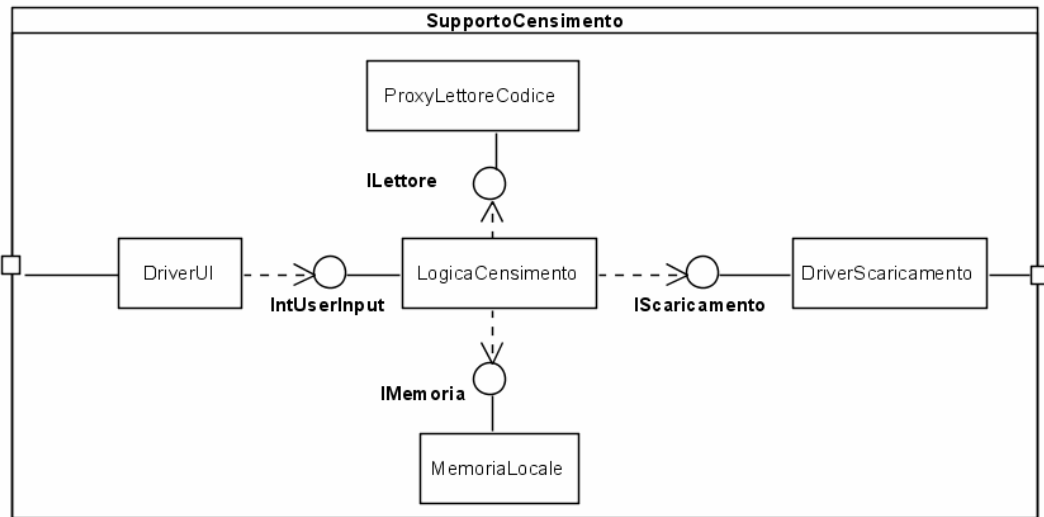 SupportoCensimento
ProxyLettoreCodice
ILettore
DriverUI
LogicaCensimento
DriverScaricamento
IntUserInput
IScaricamento
IMemoria
MemoriaLocale